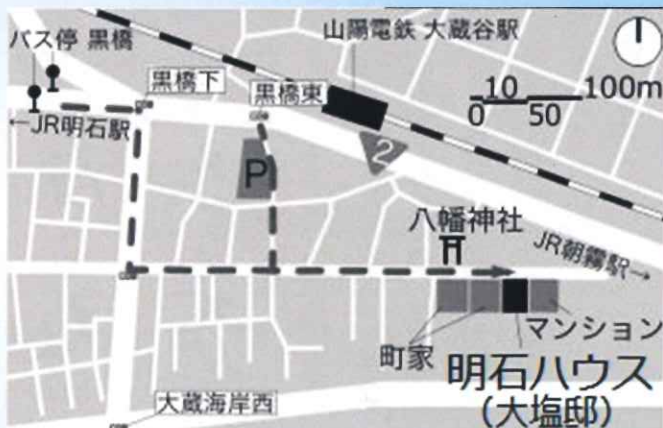 バス停 黒橋
山陽電鉄 大蔵谷駅
黒橋下
黒橋東
10 100m
0 50
←JR明石駅
2
P
八幡神社
JR朝霧駅→
町家
マンション
明石ハウス
(大塩邸)
大蔵海岸西